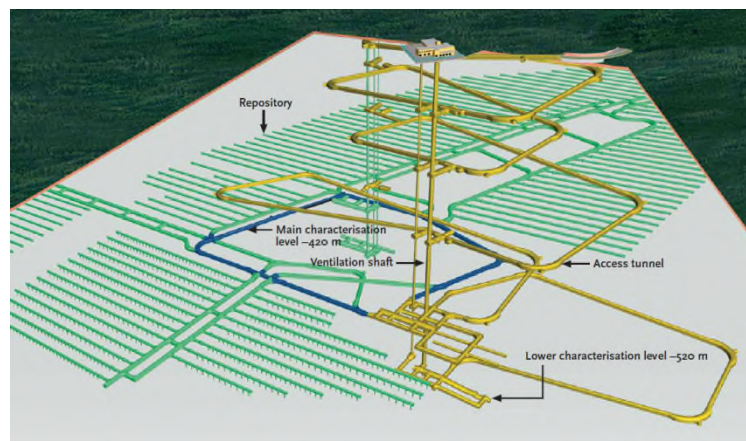 Repository
Main characterisation
level –420 m
Ventilation shaft
Access tunnel
Lower characterisation level –520 m